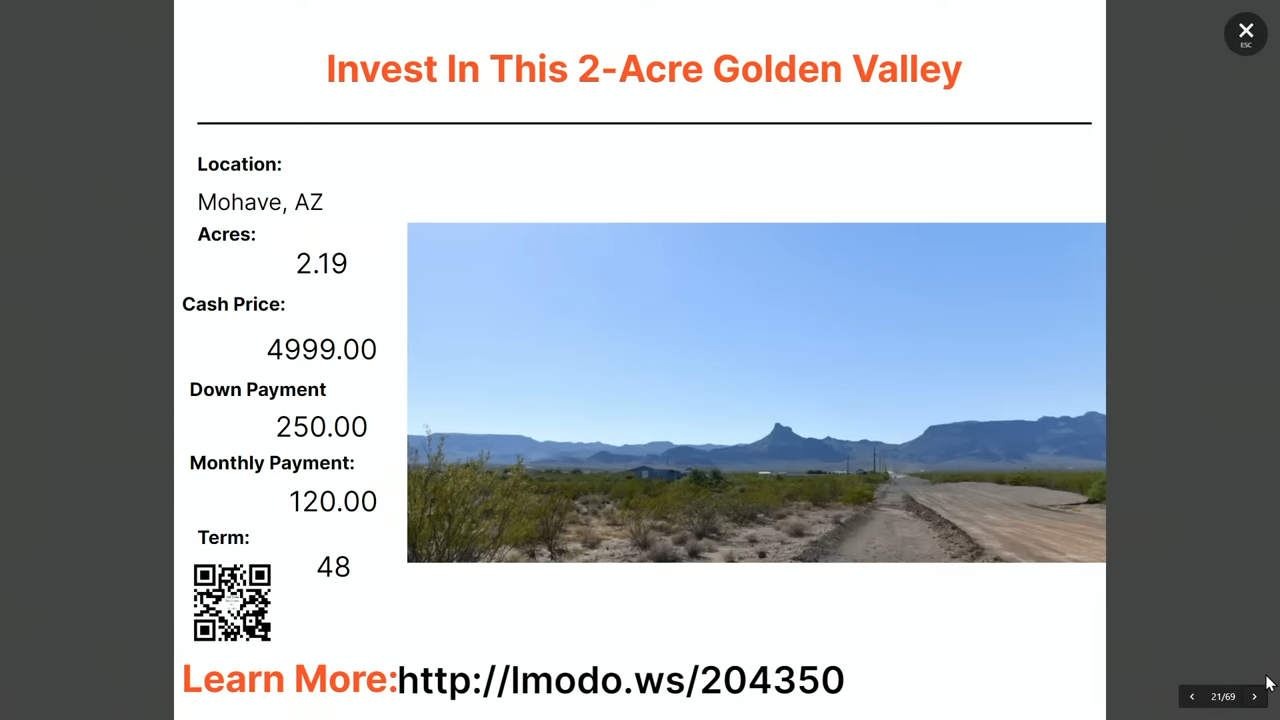 Invest In This 2-Acre Golden Valley
Location:
Mohave, AZ
Acres:
2.19
Cash Price:
4999.00
Down Payment
250.00
Monthly Payment:
120.00
Term:
48
Learn More:http://lmodo.ws/204350
ESC
21/69